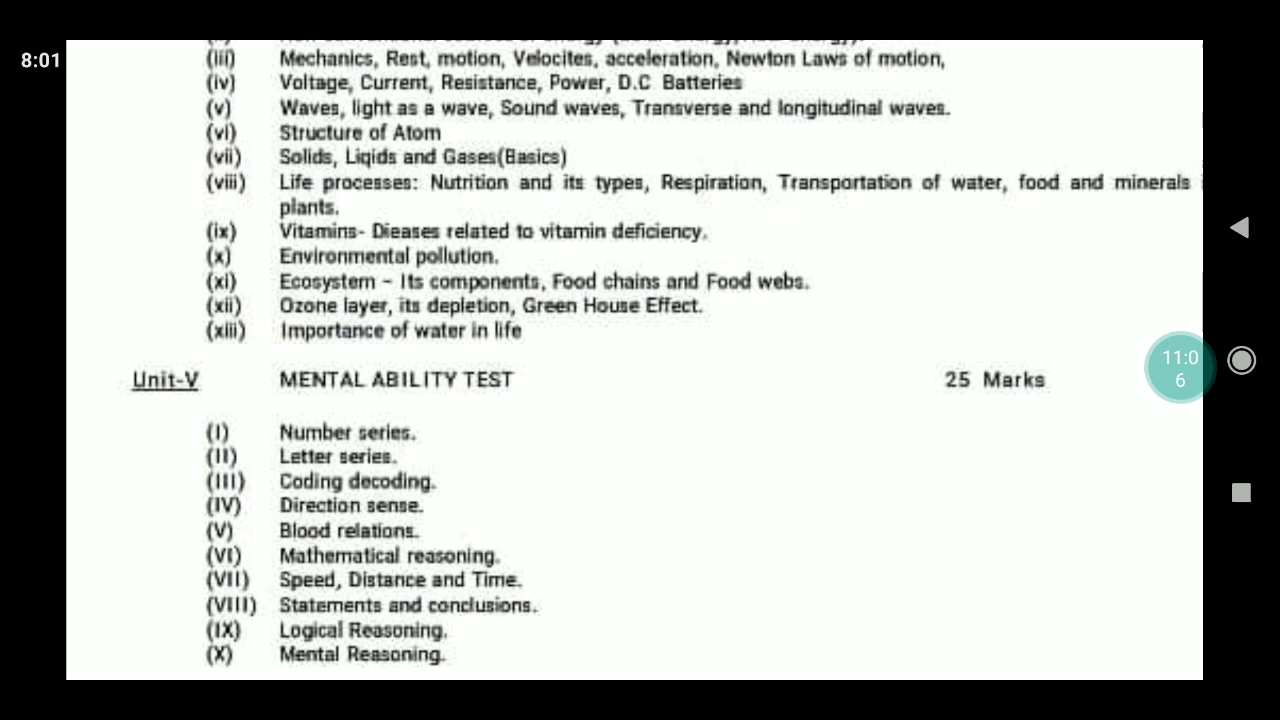 8:01
(iii) Mechanics, Rest, motion, Velocites, acceleration, Newton Laws of motion,
(iv) Voltage, Current, Resistance, Power, D.C Batteries
(v) Waves, light as a wave, Sound waves, Transverse and longitudinal waves.
(vi) Structure of Atom
(vii) Solids, Liqids and Gases(Basics)
(viii) Life processes: Nutrition and its types, Respiration, Transportation of water, food and minerals
plants.
(ix) Vitamins- Dieases related to vitamin deficiency.
(x) Environmental pollution.
(xi) Ecosystem – Its components, Food chains and Food webs.
(xii) Ozone layer, its depletion, Green House Effect.
(xiii) Importance of water in life
11:0
6
Unit-V MENTAL ABILITY TEST 25 Marks
(I) Number series.
(II) Letter series.
(III) Coding decoding.
(IV) Direction sense.
(V) Blood relations.
(VI) Mathematical reasoning.
(VII) Speed, Distance and Time.
(VIII) Statements and conclusions.
(IX) Logical Reasoning.
(X) Mental Reasoning.